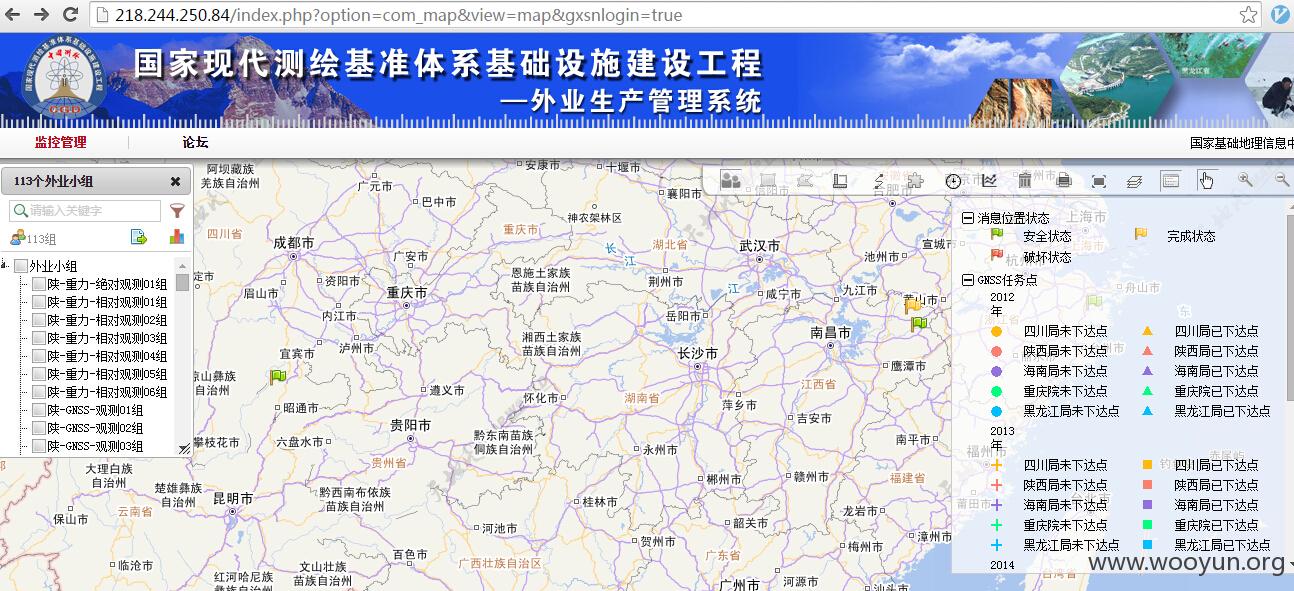 218.244.250.84/index.php?option=com_map&view=map&gxsnlogin=true
国家现代测绘基准体系基础设施建设工程
—外业生产管理系统
黑龙江省
监控管理
论坛
国家基础地理信息中
113个外业小组
请输入关键字
113组
外业小组
陕-重力-绝对观测01组
陕-重力-相对观测01组
陕-重力-相对观测02组
陕-重力-相对观测03组
陕-重力-相对观测04组
陕-重力-相对观测05组
陕-重力-相对观测06组
陕-GNSS-观测01组
陕-GNSS-观测02组
陕-GNSS-观测03组
阿坝藏族
羌族自治州
广元市
安康市
十堰市
襄阳市
信阳市
合肥市
巴中市
神农架林区
四川省
重庆市
湖北省
成都市
武汉市
宣城市
长
江
广安市
恩施土家族
苗族自治州
荆州市
池州市
资阳市
眉山市
重庆市
江
咸宁市
九江市
黄山市
内江市
岳阳市
南昌市
宜宾市
泸州市
湘西土家族
苗族自治州
长沙市
鹰潭市
凉山彝族
自治州
遵义市
怀化市
湖南省
萍乡市
江西省
昭通市
吉安市
攀枝花市
六盘水市
贵阳市
黔东南苗族
侗族自治州
永州市
南平市
福州市
贵州省
大理白族
自治州
楚雄彝族
自治州
昆明市
黔西南布依族
苗族自治州
郴州市
赣州市
福建省
莆田市
云南省
保山市
桂林市
龙岩市
河池市
韶关市
贺州市
梅州市
漳州市
临沧市
百色市
广西壮族自治区
广东省
红河哈尼族
彝族自治州
文山壮族
苗族自治州
广州市
河源市
汕头市
台湾省
消息位置状态
上海市
安全状态
完成状态
破坏状态
GNSS任务点
舟山市
2012
年
东
四川局未下达点
四川局已下达点
陕西局未下达点
陕西局已下达点
海南局未下达点
海南局已下达点
重庆院未下达点
重庆院已下达点
黑龙江局未下达点
黑龙江局已下达点
2013
年
四川局未下达点
四川局已下达点
陕西局未下达点
陕西局已下达点
海南局未下达点
海南局已下达点
重庆院未下达点
重庆院已下达点
黑龙江局未下达点
黑龙江局已下达点
2014
www.wooyun.org